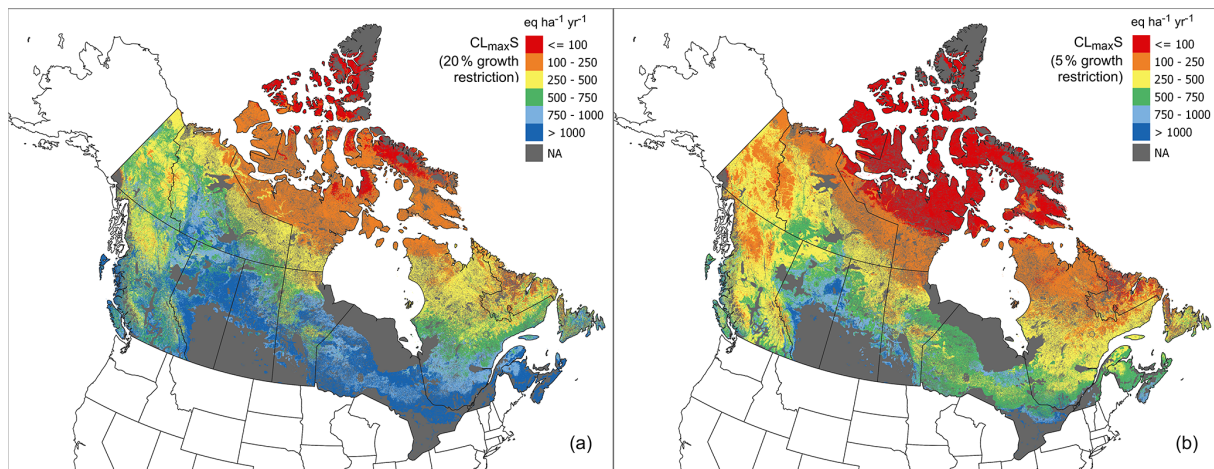 eq ha-1 yr-1
CLmaxS
(20 % growth
restriction)
<= 100
100 - 250
250 - 500
500 - 750
750 - 1000
> 1000
NA
(a)
eq ha-1 yr-1
CLmaxS
(5 % growth
restriction)
<= 100
100 - 250
250 - 500
500 - 750
750 - 1000
> 1000
NA
(b)